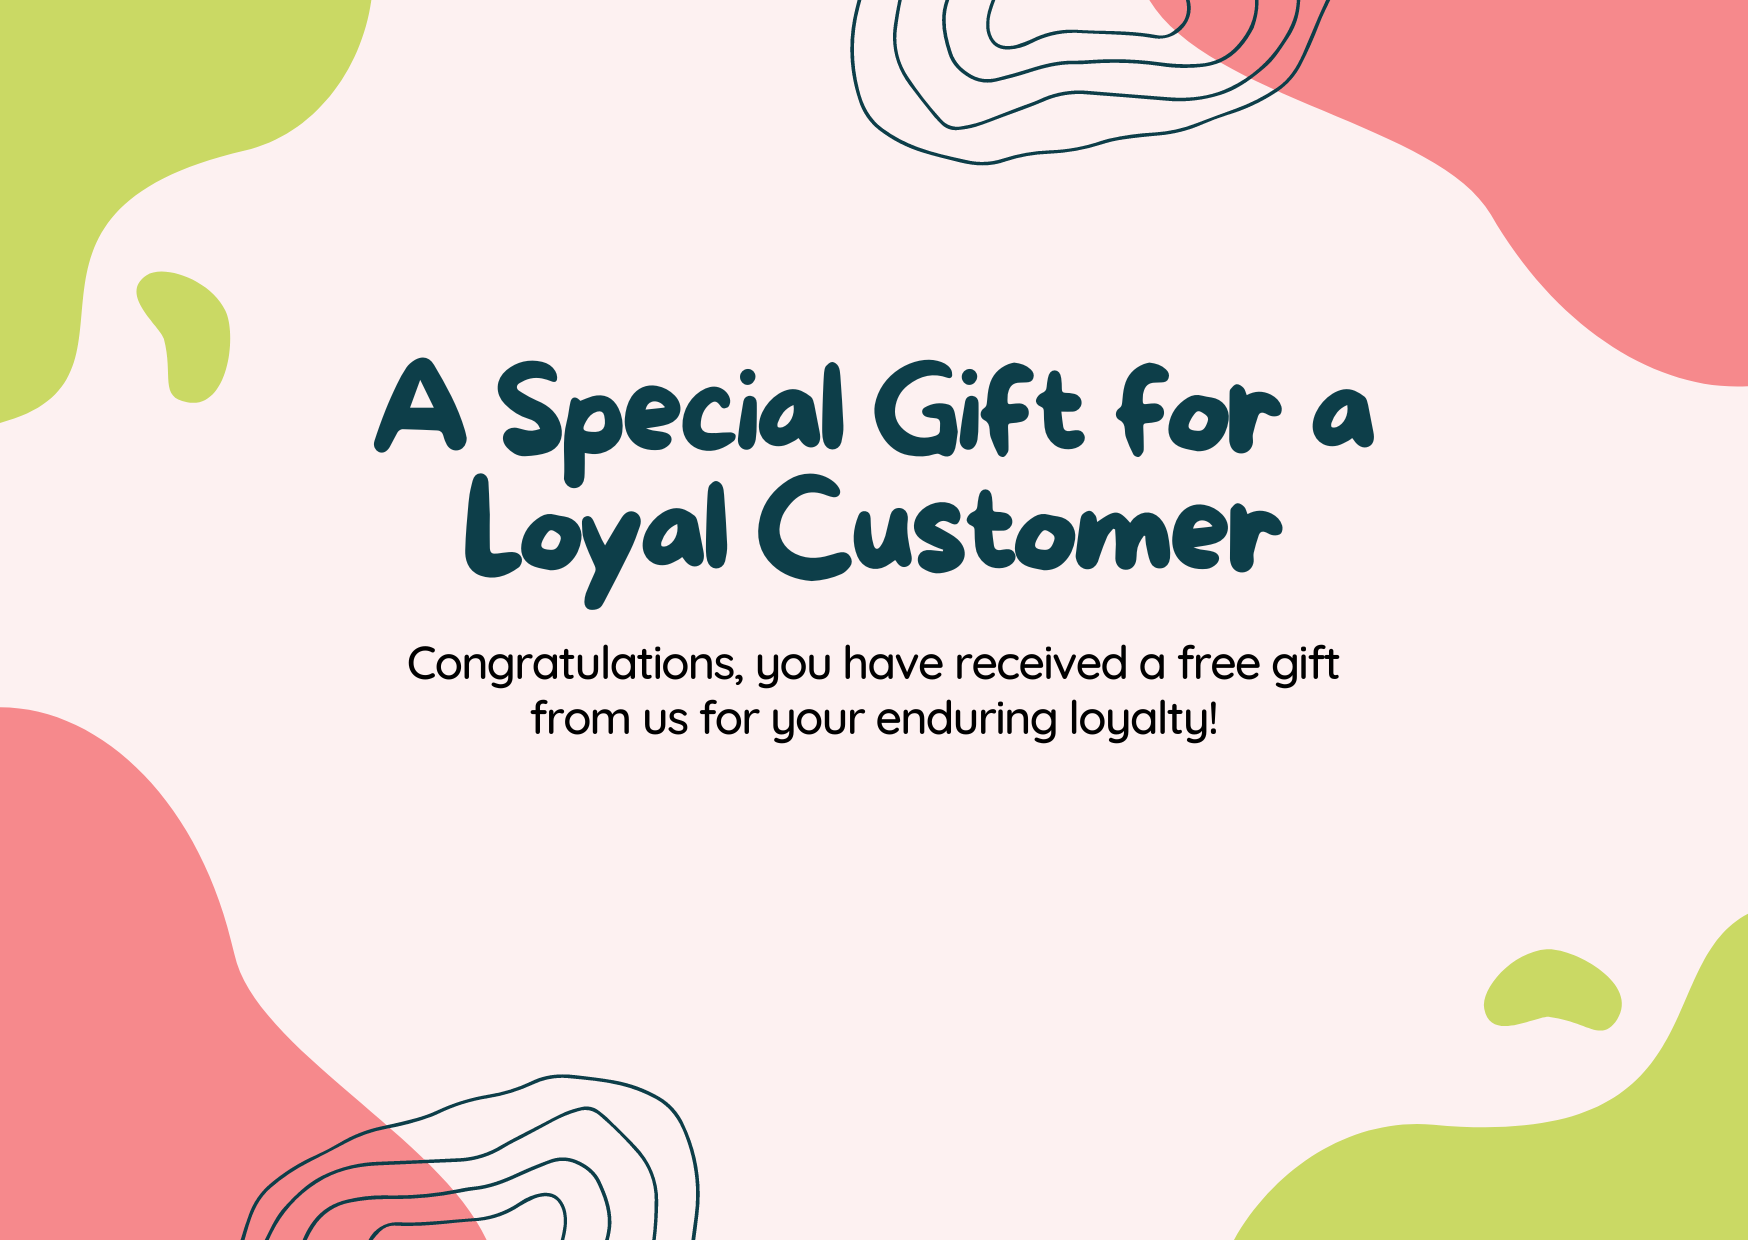 A Special Gift for a
Loyal Customer
Congratulations, you have received a free gift
from us for your enduring loyalty!